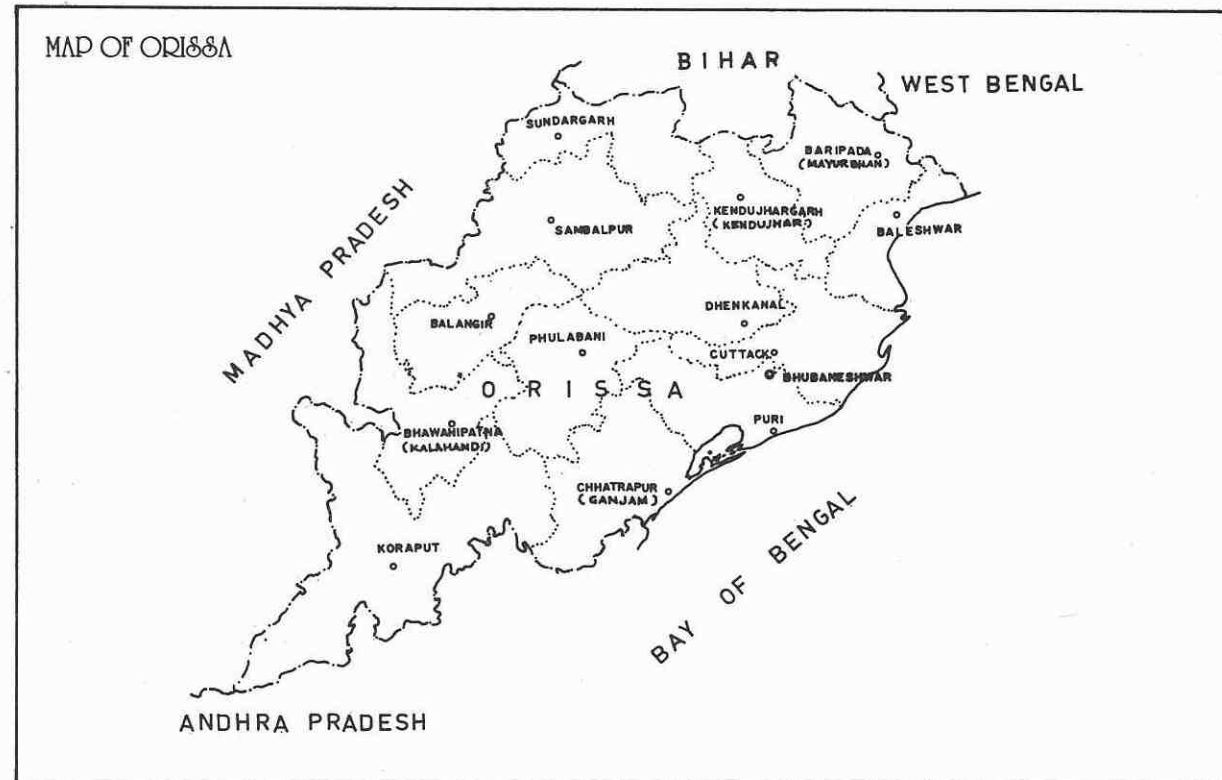 MAP OF ORISSA
BIHAR
WEST BENGAL
SUNDARGARH
BARIPADA
(MAYURBHAN)
KENDUJHARGARH
(KENDUJHAR)
SAMBALPUR
BALESHWAR
MADHYA PRADESH
DHENKANAL
BALANGIR
PHULABANI
CUTTACK
BHUBANESHWAR
ORISSA
PURI
BHAWANIPATNA
(KALAHANDI)
CHHATRAPUR
(GANJAM)
KORAPUT
BAY OF BENGAL
ANDHRA PRADESH